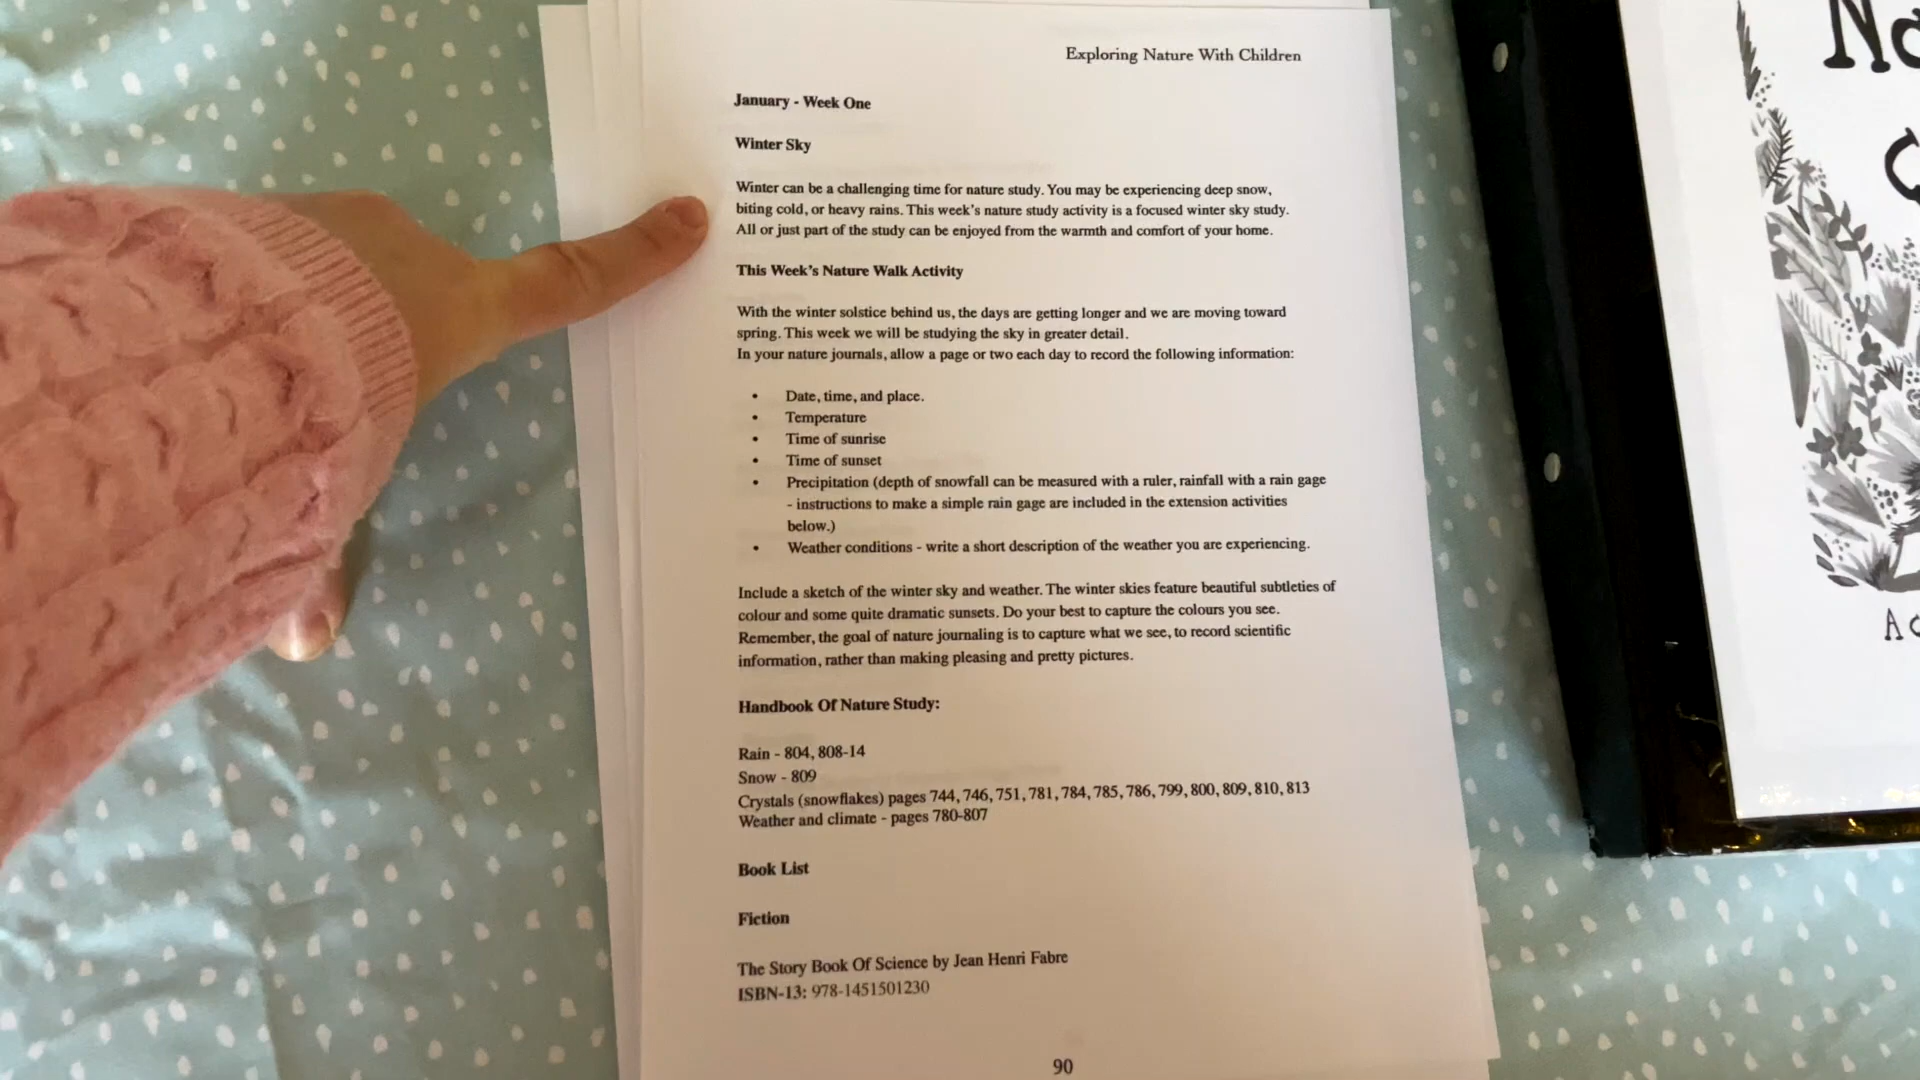 Exploring Nature With Children
January - Week One
Winter Sky
Winter can be a challenging time for nature study. You may be experiencing deep snow,
biting cold, or heavy rains. This week's nature study activity is a focused winter sky study.
All or just part of the study can be enjoyed from the warmth and comfort of your home.
This Week's Nature Walk Activity
With the winter solstice behind us, the days are getting longer and we are moving toward
spring. This week we will be studying the sky in greater detail.
In your nature journals, allow a page or two each day to record the following information:
• Date, time, and place.
• Temperature
• Time of sunrise
• Time of sunset
• Precipitation (depth of snowfall can be measured with a ruler, rainfall with a rain gage
- instructions to make a simple rain gage are included in the extension activities
below.)
• Weather conditions - write a short description of the weather you are experiencing.
Include a sketch of the winter sky and weather. The winter skies feature beautiful subtleties of
colour and some quite dramatic sunsets. Do your best to capture the colours you see.
Remember, the goal of nature journaling is to capture what we see, to record scientific
information, rather than making pleasing and pretty pictures.
Handbook Of Nature Study:
Rain - 804, 808-14
Snow - 809
Crystals (snowflakes) pages 744, 746, 751, 781, 784, 785, 786, 799, 800, 809, 810, 813
Weather and climate - pages 780-807
Book List
Fiction
The Story Book Of Science by Jean Henri Fabre
ISBN-13: 978-1451501230
90